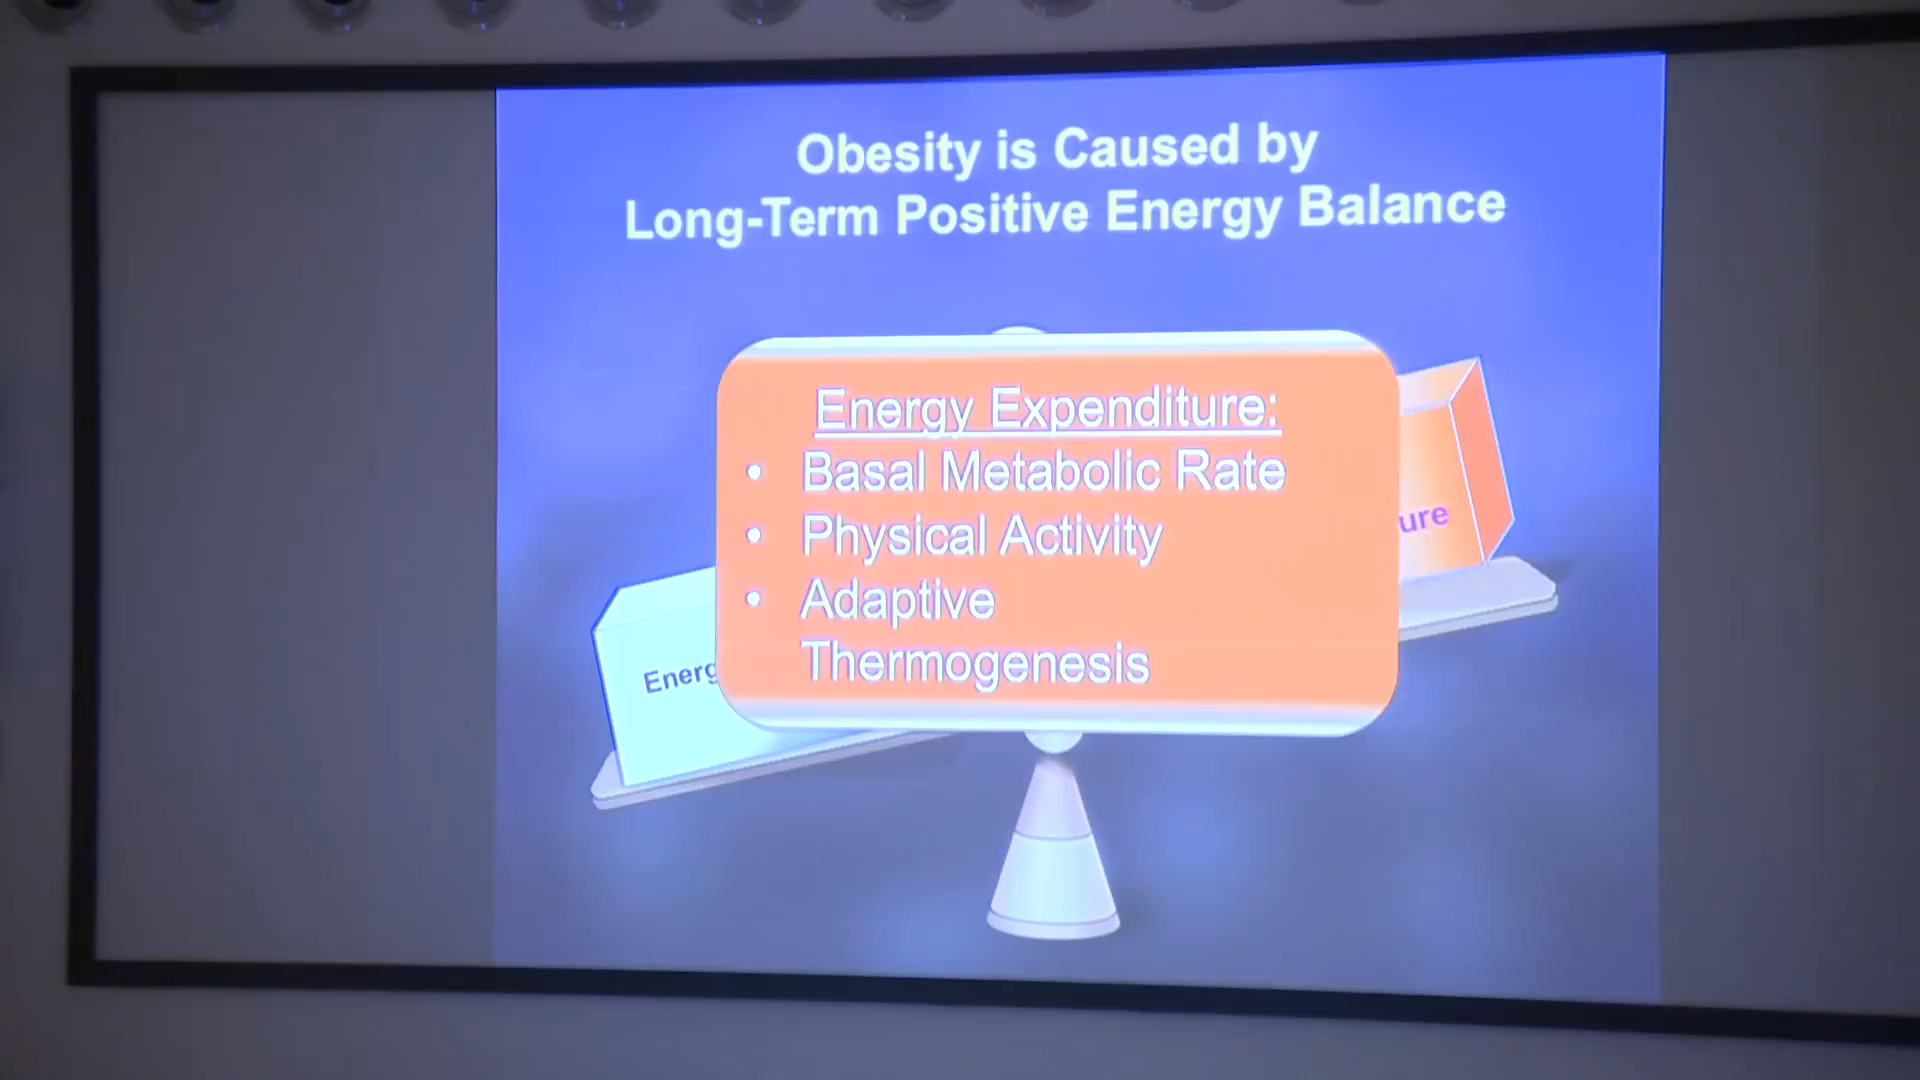 Obesity is Caused by
Long-Term Positive Energy Balance
Energy Expenditure:
• Basal Metabolic Rate
• Physical Activity
• Adaptive
Thermogenesis